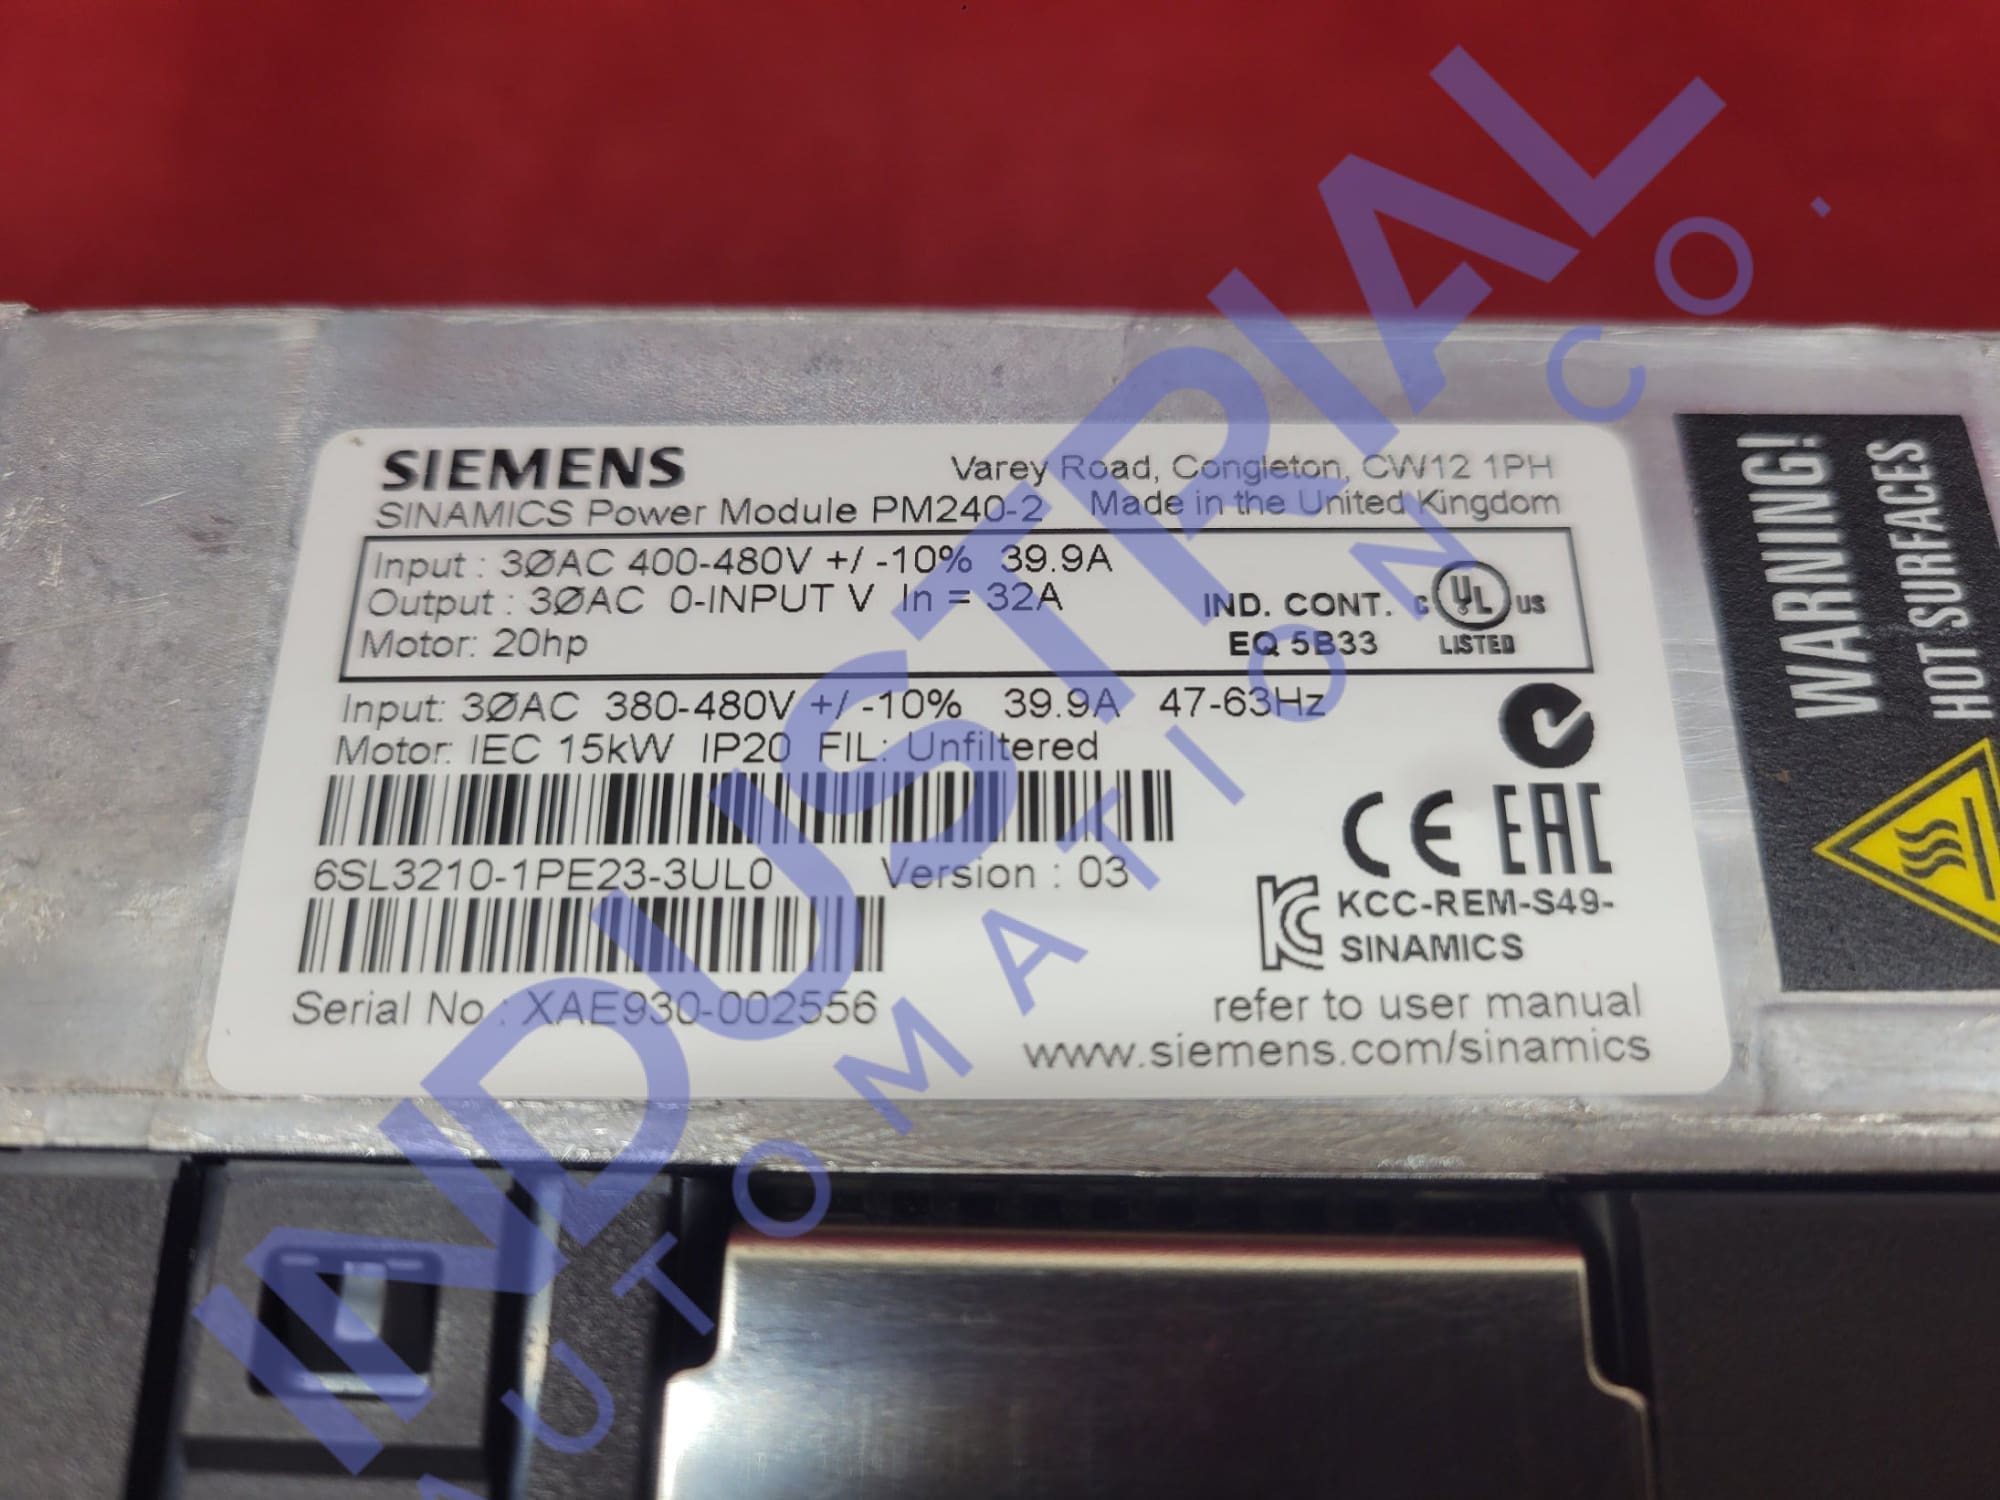 SIEMENS
Varey Road, Congleton, CW12 1PH
SINAMICS Power Module PM240-2 Made in the United Kingdom
Input : 3ØAC 400-480V +/ -10% 39.9A
Output : 3ØAC 0-INPUT V In = 32A
Motor: 20hp
IND. CONT.
EQ 5B33
C UL US
LISTED
Input: 3ØAC 380-480V +/ -10% 39.9A 47-63Hz
Motor: IEC 15kW IP20 FIL: Unfiltered
6SL3210-1PE23-3UL0 Version : 03
Serial No : XAE930-002556
CE EAC
KCC-REM-S49-
SINAMICS
refer to user manual
www.siemens.com/sinamics
WARNING!
HOT SURFACES
INDUSTRIAL
AUTOMATION CO.